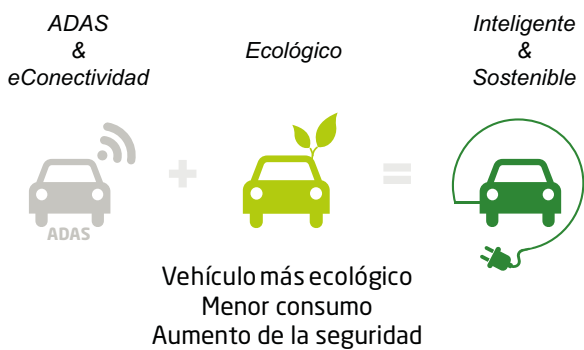 ADAS
&
eConectividad
Ecológico
Inteligente
&
Sostenible
+
=
ADAS
Vehículo más ecológico
Menor consumo
Aumento de la seguridad